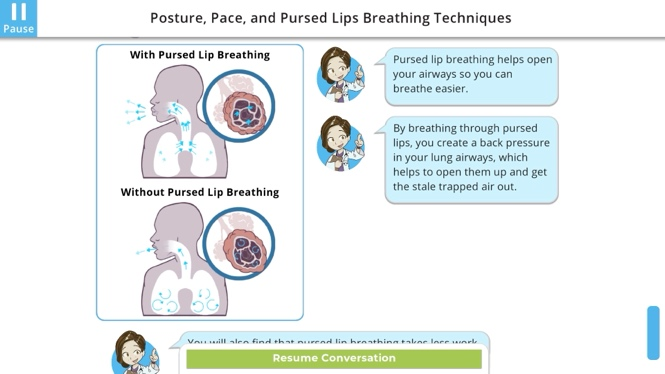 Pause
Posture, Pace, and Pursed Lips Breathing Techniques
With Pursed Lip Breathing
Without Pursed Lip Breathing
Pursed lip breathing helps open
your airways so you can
breathe easier.
By breathing through pursed
lips, you create a back pressure
in your lung airways, which
helps to open them up and get
the stale trapped air out.
You will also find that pursed lip breathing takes less work
Resume Conversation